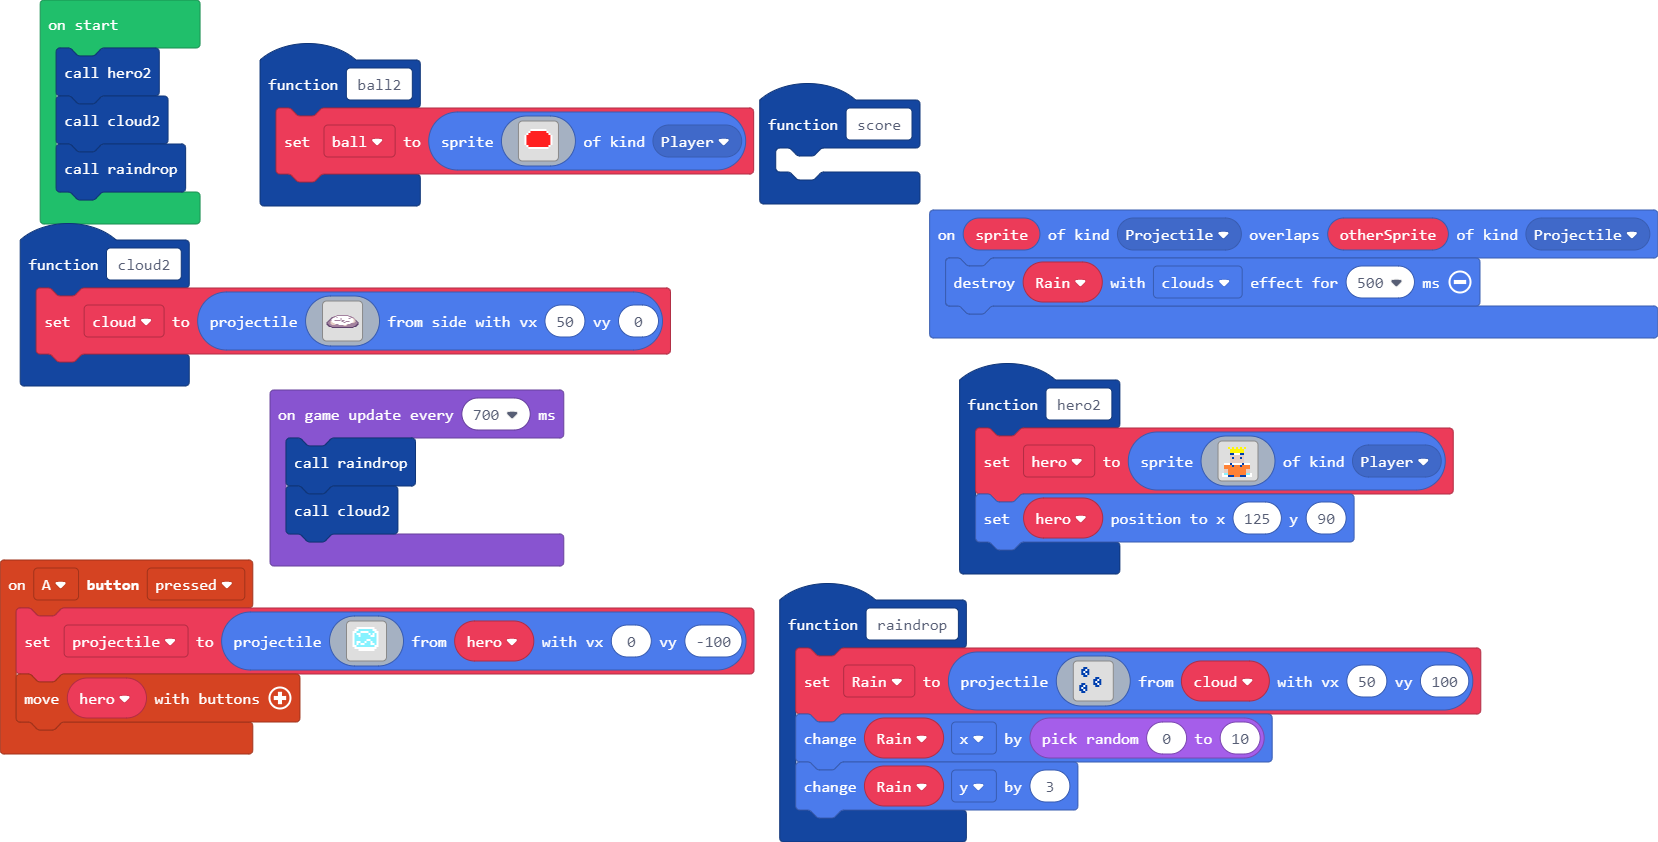 on start
call hero2
call cloud2
call raindrop
function ball2
set ball to sprite of kind Player
function score
on sprite of kind Projectile overlaps otherSprite of kind Projectile
destroy Rain with clouds effect for 500 ms
function cloud2
set cloud to projectile from side with vx 50 vy 0
on game update every 700 ms
call raindrop
call cloud2
function hero2
set hero to sprite of kind Player
set hero position to x 125 y 90
on A button pressed
set projectile to projectile from hero with vx 0 vy -100
move hero with buttons
function raindrop
set Rain to projectile from cloud with vx 50 vy 100
change Rain x by pick random 0 to 10
change Rain y by 3